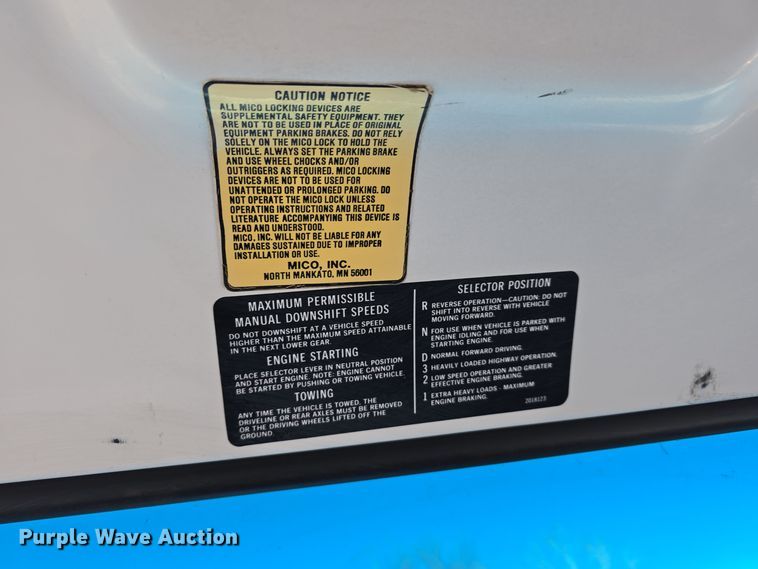 CAUTION NOTICE
ALL MICO LOCKING DEVICES ARE
SUPPLEMENTAL SAFETY EQUIPMENT. THEY
ARE NOT TO BE USED IN PLACE OF ORIGINAL
EQUIPMENT PARKING BRAKES. DO NOT RELY
SOLELY ON THE MICO LOCK TO HOLD THE
VEHICLE. ALWAYS SET THE PARKING BRAKE
AND USE WHEEL CHOCKS AND/OR
OUTRIGGERS AS REQUIRED. MICO LOCKING
DEVICES ARE NOT TO BE USED FOR
UNATTENDED OR PROLONGED PARKING. DO
NOT OPERATE THE MICO LOCK UNLESS
OPERATING INSTRUCTIONS AND RELATED
LITERATURE ACCOMPANYING THIS DEVICE IS
READ AND UNDERSTOOD.
MICO, INC. WILL NOT BE LIABLE FOR ANY
DAMAGES SUSTAINED DUE TO IMPROPER
INSTALLATION OR USE.
MICO, INC.
NORTH MANKATO, MN 56001
MAXIMUM PERMISSIBLE
MANUAL DOWNSHIFT SPEEDS
DO NOT DOWNSHIFT AT A VEHICLE SPEED
HIGHER THAN THE MAXIMUM SPEED ATTAINABLE
IN THE NEXT LOWER GEAR.
ENGINE STARTING
PLACE SELECTOR LEVER IN NEUTRAL POSITION
AND START ENGINE. NOTE: ENGINE CANNOT
BE STARTED BY PUSHING OR TOWING VEHICLE.
TOWING
ANY TIME THE VEHICLE IS TOWED, THE
DRIVELINE OR REAR AXLES MUST BE REMOVED
OR THE DRIVING WHEELS LIFTED OFF THE
GROUND.
SELECTOR POSITION
R REVERSE OPERATION—CAUTION: DO NOT
SHIFT INTO REVERSE WITH VEHICLE
MOVING FORWARD.
N FOR USE WHEN VEHICLE IS PARKED WITH
ENGINE IDLING AND FOR USE WHEN
STARTING ENGINE.
D NORMAL FORWARD DRIVING.
3 HEAVILY LOADED HIGHWAY OPERATION.
2 LOW SPEED OPERATION AND GREATER
EFFECTIVE ENGINE BRAKING.
1 EXTRA HEAVY LOADS - MAXIMUM
ENGINE BRAKING.
2018123
Purple Wave Auction